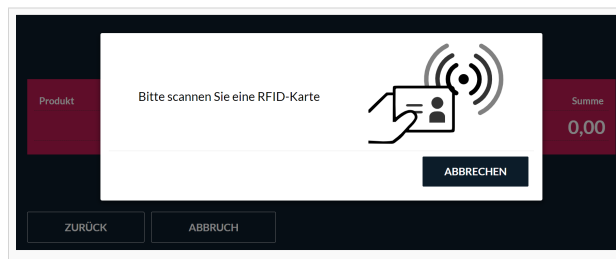 Bitte scannen Sie eine RFID-Karte
Produkt
Summe
0,00
ABBRECHEN
ZURÜCK
ABBRUCH